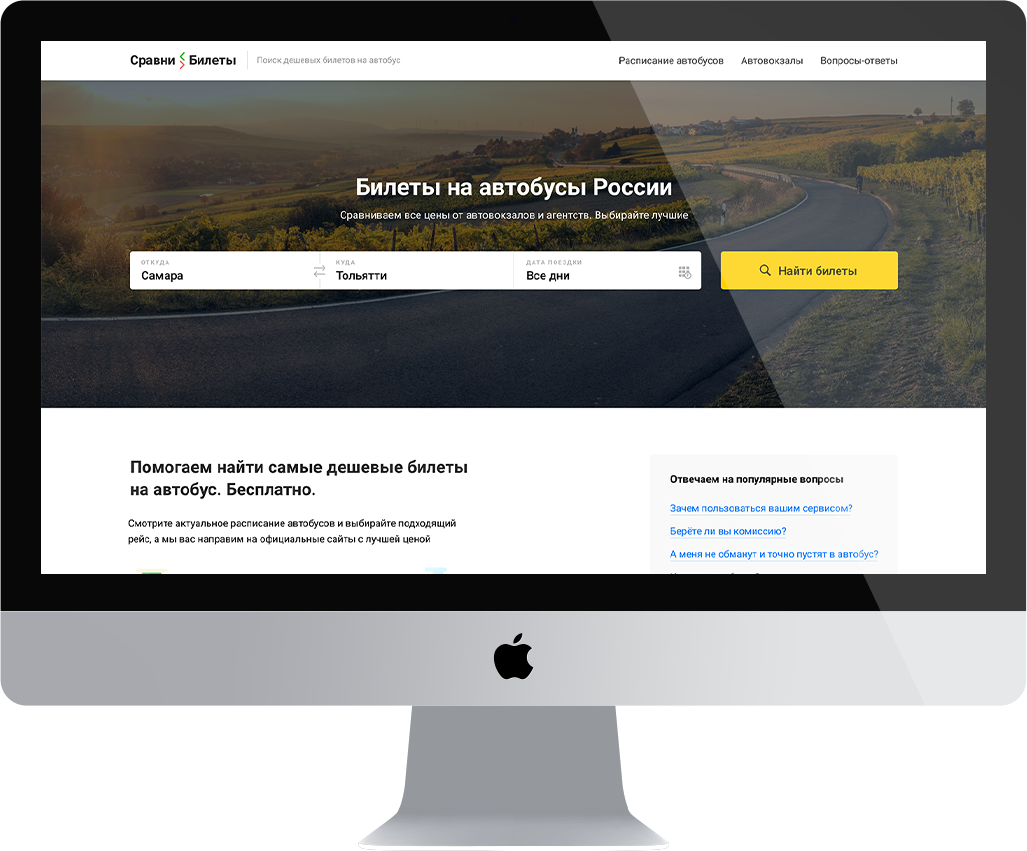 Сравни Билеты
Поиск дешевых билетов на автобус
Расписание автобусов
Автовокзалы
Вопросы-ответы
Билеты на автобусы России
Сравниваем все цены от автовокзалов и агентств. Выбирайте лучшие
ОТКУДА
Самара
КУДА
Тольятти
ДАТА ПОЕЗДКИ
Все дни
Найти билеты
Помогаем найти самые дешевые билеты
на автобус. Бесплатно.
Смотрите актуальное расписание автобусов и выбирайте подходящий
рейс, а мы вас направим на официальные сайты с лучшей ценой
Отвечаем на популярные вопросы
Зачем пользоваться вашим сервисом?
Берёте ли вы комиссию?
А меня не обманут и точно пустят в автобус?